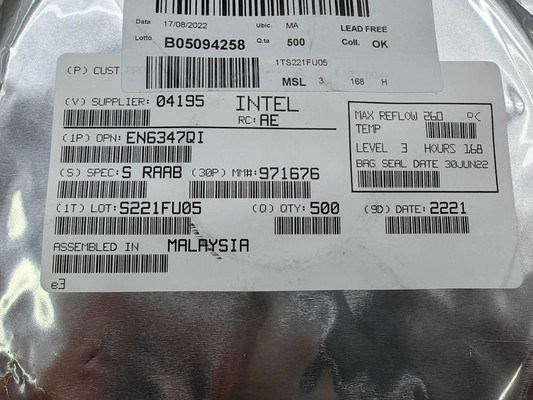 Data 17/08/2022 Ubic. MA LEAD FREE
Lotto B05094258 Q.ta 500 Coll. OK
1TS221FU05
MSL 3 168 H
(P) CUST
(V) SUPPLIER: 04195 INTEL
RC: AE
(1P) OPN: EN6347QI
(S) SPEC: S RAAB (30P) MM#: 971676
(1T) LOT: S221FU05 (Q) QTY: 500 (9D) DATE: 2221
ASSEMBLED IN MALAYSIA
e3
MAX REFLOW 260 °C
TEMP
LEVEL 3 HOURS 168
BAG SEAL DATE 30JUN22